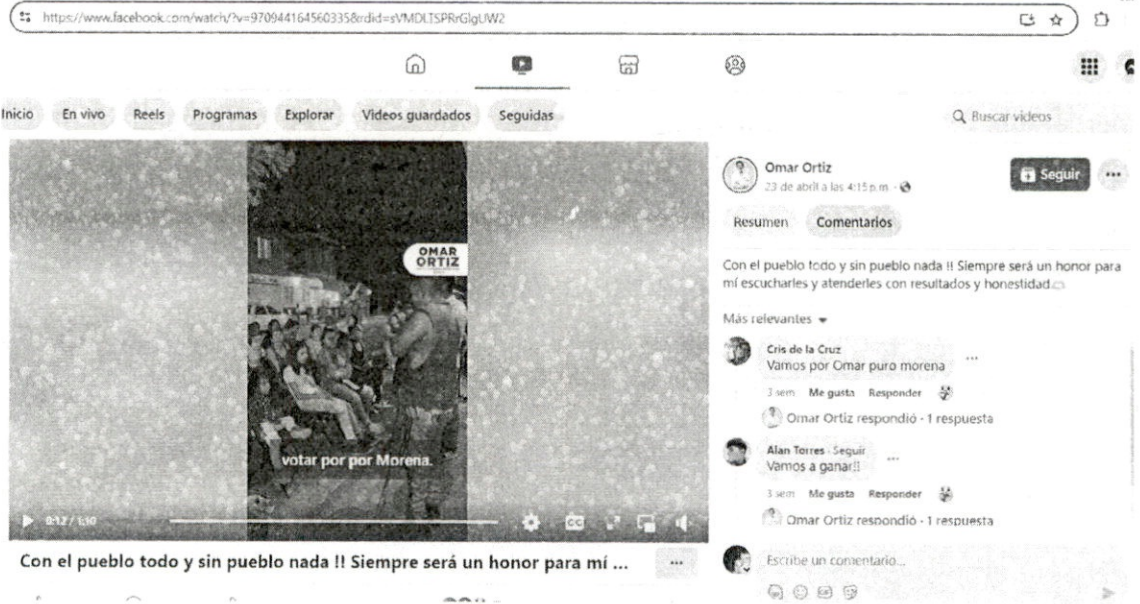 https://www.facebook.com/watch/?v=970944164560335&rdid=sVMDLTSPRrGlgUW2
Inicio En vivo Reels Programas Explorar Videos guardados Seguidas
Buscar videos
OMAR
ORTIZ
votar por por Morena.
0:12 / 1:10
Con el pueblo todo y sin pueblo nada !! Siempre será un honor para mí ...
Omar Ortiz
23 de abril a las 4:15 p.m.
Seguir
Resumen Comentarios
Con el pueblo todo y sin pueblo nada !! Siempre será un honor para
mí escucharles y atenderles con resultados y honestidad
Más relevantes
Cris de la Cruz
Vamos por Omar puro morena
3 sem Me gusta Responder
Omar Ortiz respondió · 1 respuesta
Alan Torres · Seguir
Vamos a ganar!!
3 sem Me gusta Responder
Omar Ortiz respondió · 1 respuesta
Escribe un comentario...